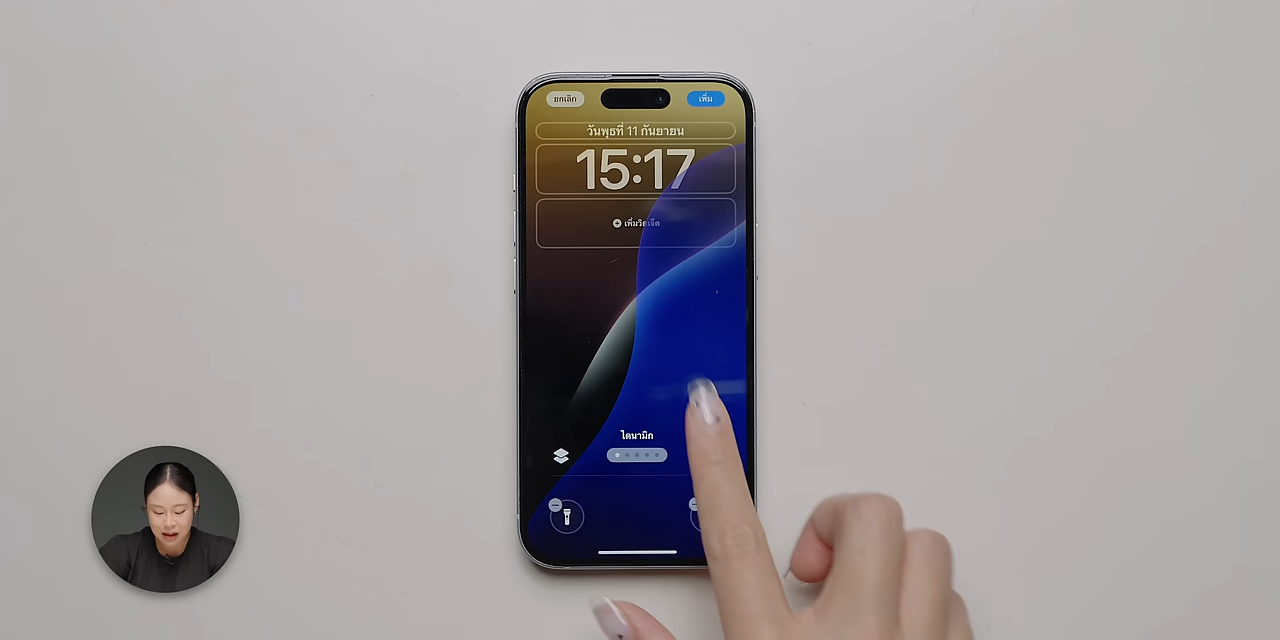 ยกเลิก
เพิ่ม
วันพุธที่ 11 กันยายน
15:17
เพิ่มวิดเจ็ต
ไดนามิก